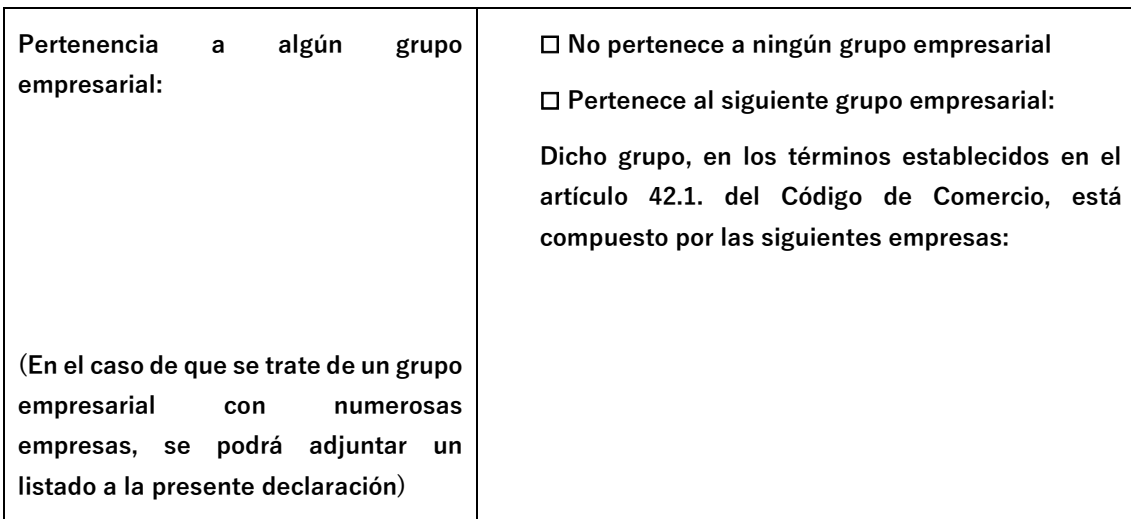 Pertenencia a algún grupo
empresarial:
(En el caso de que se trate de un grupo
empresarial con numerosas
empresas, se podrá adjuntar un
listado a la presente declaración)
☐ No pertenece a ningún grupo empresarial
☐ Pertenece al siguiente grupo empresarial:
Dicho grupo, en los términos establecidos en el
artículo 42.1. del Código de Comercio, está
compuesto por las siguientes empresas: